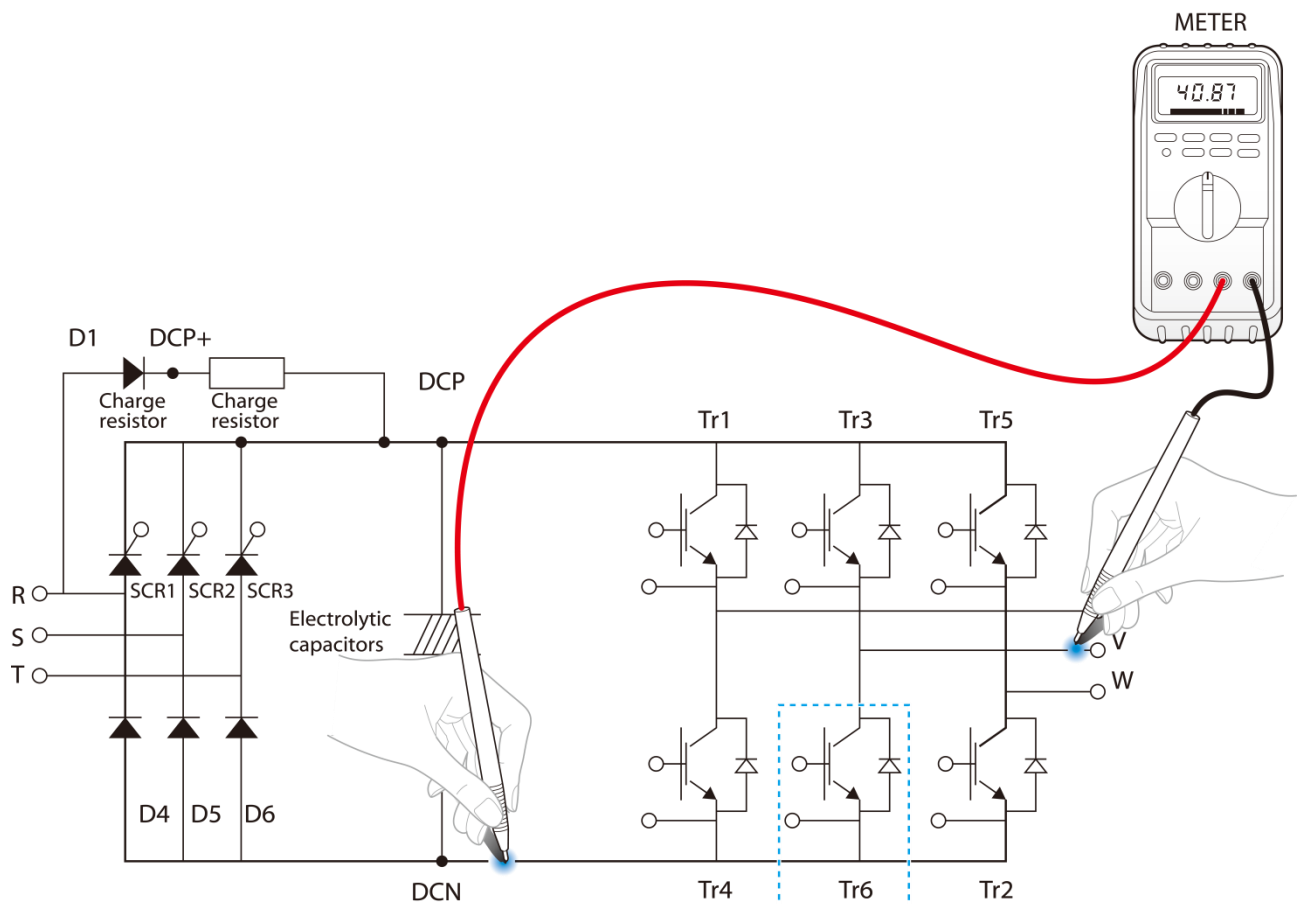 METER
40.87
D1
DCP+
Charge
resistor
Charge
resistor
DCP
Tr1
Tr3
Tr5
R
S
T
SCR1
SCR2
SCR3
Electrolytic
capacitors
V
W
D4
D5
D6
DCN
Tr4
Tr6
Tr2